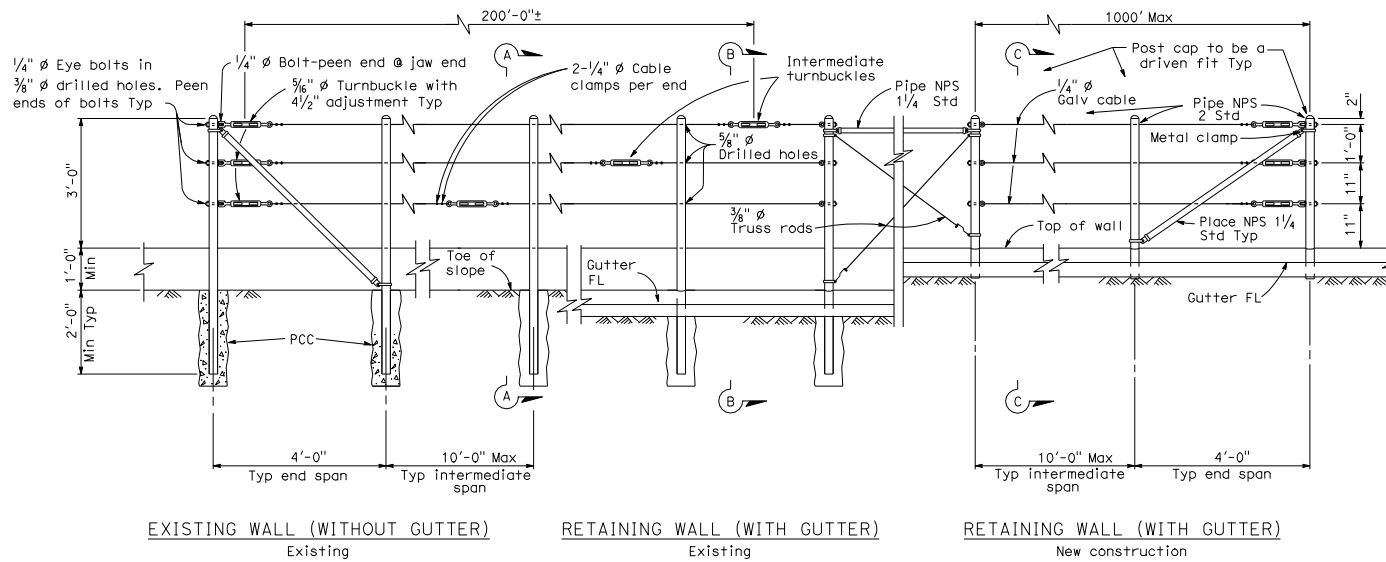 200'-0"±
1000' Max
A
B
C
1/4" Ø Eye bolts in
3/8" Ø drilled holes. Peen
ends of bolts Typ
1/4" Ø Bolt-peen end @ jaw end
5/16" Ø Turnbuckle with
4 1/2" adjustment Typ
2-1/4" Ø Cable
clamps per end
Intermediate
turnbuckles
Pipe NPS
1 1/4 Std
Post cap to be a
driven fit Typ
1/4" Ø
Galv cable
Pipe NPS
2 Std
Metal clamp
2"
1'-0"
11"
11"
5/8" Ø
Drilled holes
3/8" Ø
Truss rods
Top of wall
Place NPS 1 1/4
Std Typ
3'-0"
1'-0"
Min
2'-0"
Min Typ
Toe of
slope
Gutter
FL
Gutter FL
PCC
A
B
C
4'-0"
Typ end span
10'-0" Max
Typ intermediate
span
10'-0" Max
Typ intermediate
span
4'-0"
Typ end span
EXISTING WALL (WITHOUT GUTTER)
Existing
RETAINING WALL (WITH GUTTER)
Existing
RETAINING WALL (WITH GUTTER)
New construction